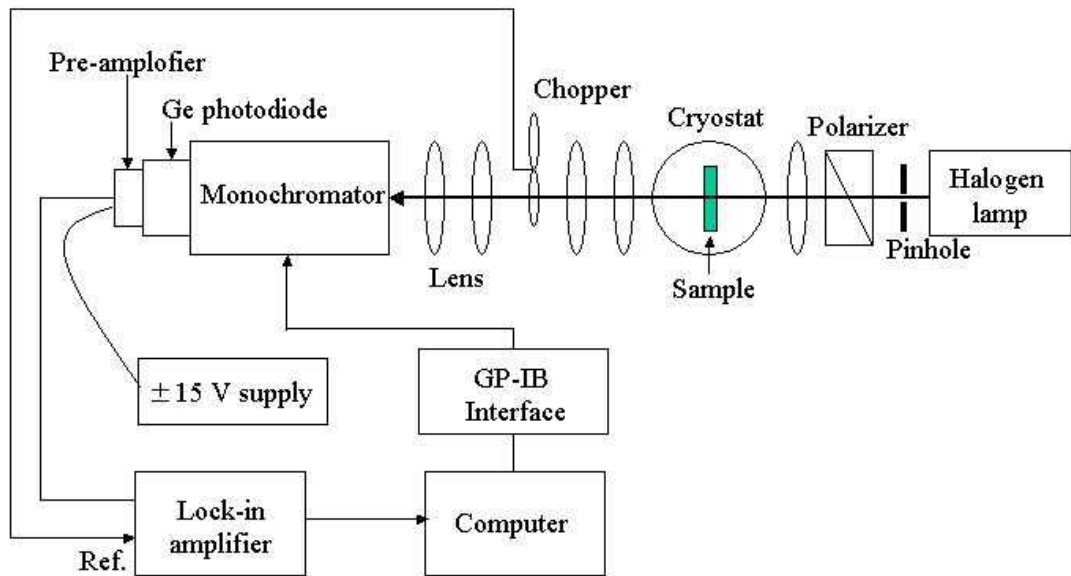 Pre-amplofier
Ge photodiode
Chopper
Cryostat
Polarizer
Monochromator
Halogen
lamp
Lens
Sample
Pinhole
±15 V supply
GP-IB
Interface
Lock-in
amplifier
Computer
Ref.